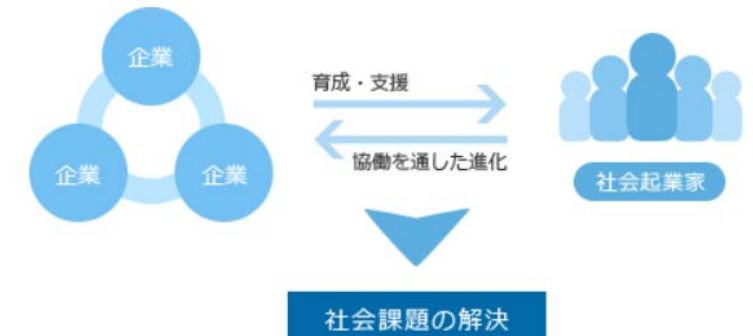 企業
育成・支援
企業
企業
協働を通した進化
社会起業家
社会課題の解決